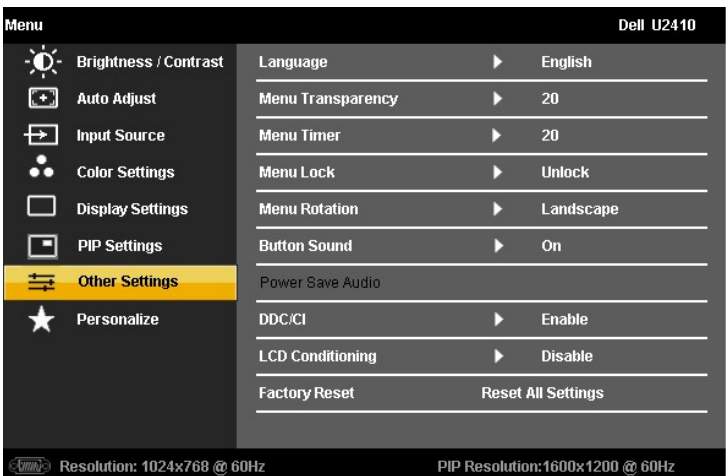 Menu Dell U2410
Brightness / Contrast Language English
Auto Adjust Menu Transparency 20
Input Source Menu Timer 20
Color Settings Menu Lock Unlock
Display Settings Menu Rotation Landscape
PIP Settings Button Sound On
Other Settings Power Save Audio
Personalize DDC/CI Enable
LCD Conditioning Disable
Factory Reset Reset All Settings
Resolution: 1024x768 @ 60Hz PIP Resolution:1600x1200 @ 60Hz